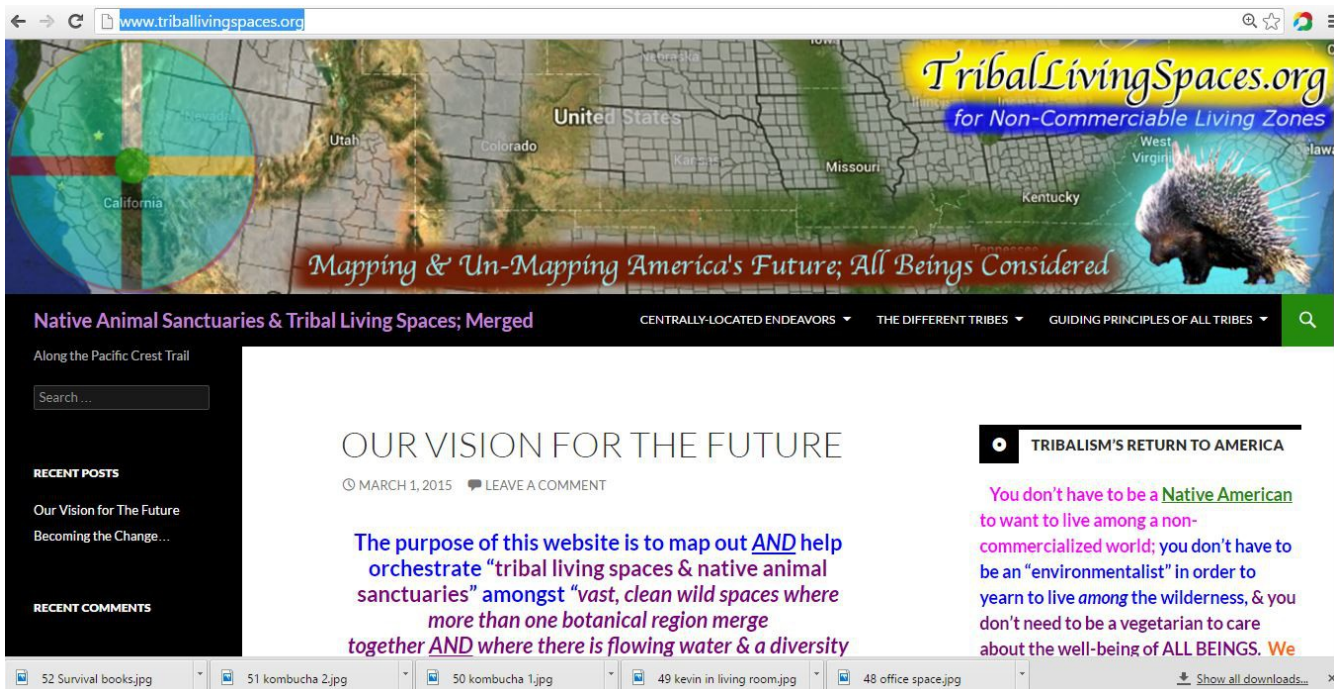 www.triballivingspaces.org
TribalLivingSpaces.org
for Non-Commerciable Living Zones
Nebraska
United States
Utah
Colorado
Kansas
Missouri
West
Virginia
Kentucky
California
Mapping & Un-Mapping America's Future; All Beings Considered
Native Animal Sanctuaries & Tribal Living Spaces; Merged
CENTRALLY-LOCATED ENDEAVORS
THE DIFFERENT TRIBES
GUIDING PRINCIPLES OF ALL TRIBES
Along the Pacific Crest Trail
Search ...
RECENT POSTS
Our Vision for The Future
Becoming the Change...
RECENT COMMENTS
OUR VISION FOR THE FUTURE
MARCH 1, 2015 LEAVE A COMMENT
The purpose of this website is to map out AND help
orchestrate “tribal living spaces & native animal
sanctuaries” amongst “vast, clean wild spaces where
more than one botanical region merge
together AND where there is flowing water & a diversity
TRIBALISM’S RETURN TO AMERICA
You don’t have to be a Native American
to want to live among a non-
commercialized world; you don’t have to
be an “environmentalist” in order to
yearn to live among the wilderness, & you
don’t need to be a vegetarian to care
about the well-being of ALL BEINGS. We
52 Survival books.jpg
51 kombucha 2.jpg
50 kombucha 1.jpg
49 kevin in living room.jpg
48 office space.jpg
Show all downloads...